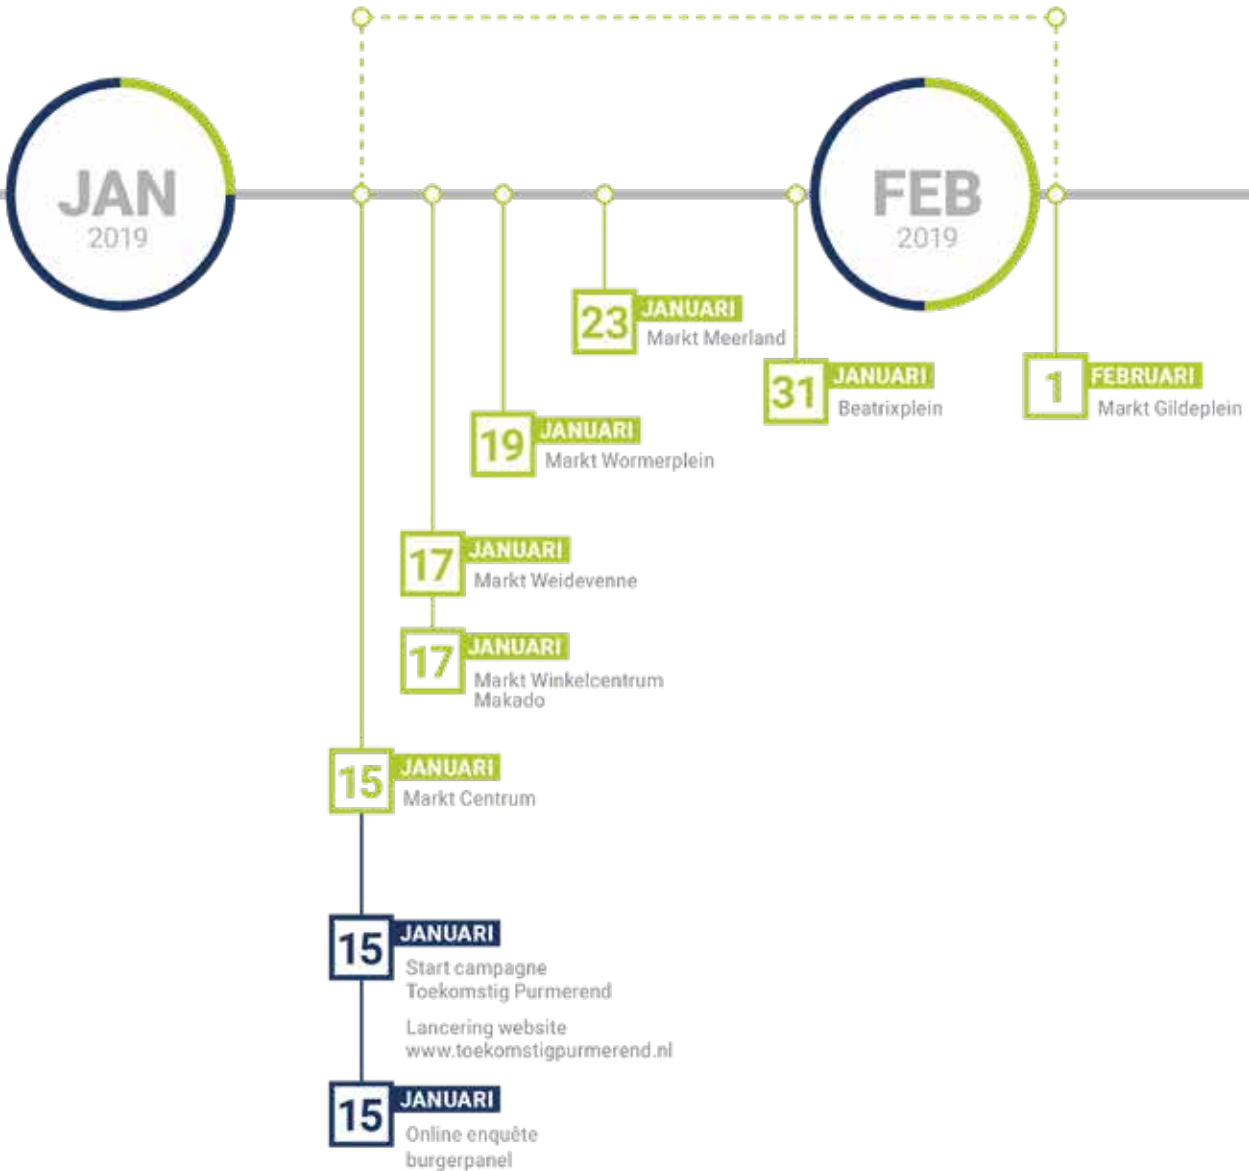 JAN
2019
FEB
2019
23 JANUARI
Markt Meerland
31 JANUARI
Beatrixplein
1 FEBRUARI
Markt Gildeplein
19 JANUARI
Markt Wormerplein
17 JANUARI
Markt Weidevenne
17 JANUARI
Markt Winkelcentrum
Makado
15 JANUARI
Markt Centrum
15 JANUARI
Start campagne
Toekomstig Purmerend
Lancering website
www.toekomstigpurmerend.nl
15 JANUARI
Online enquête
burgerpanel